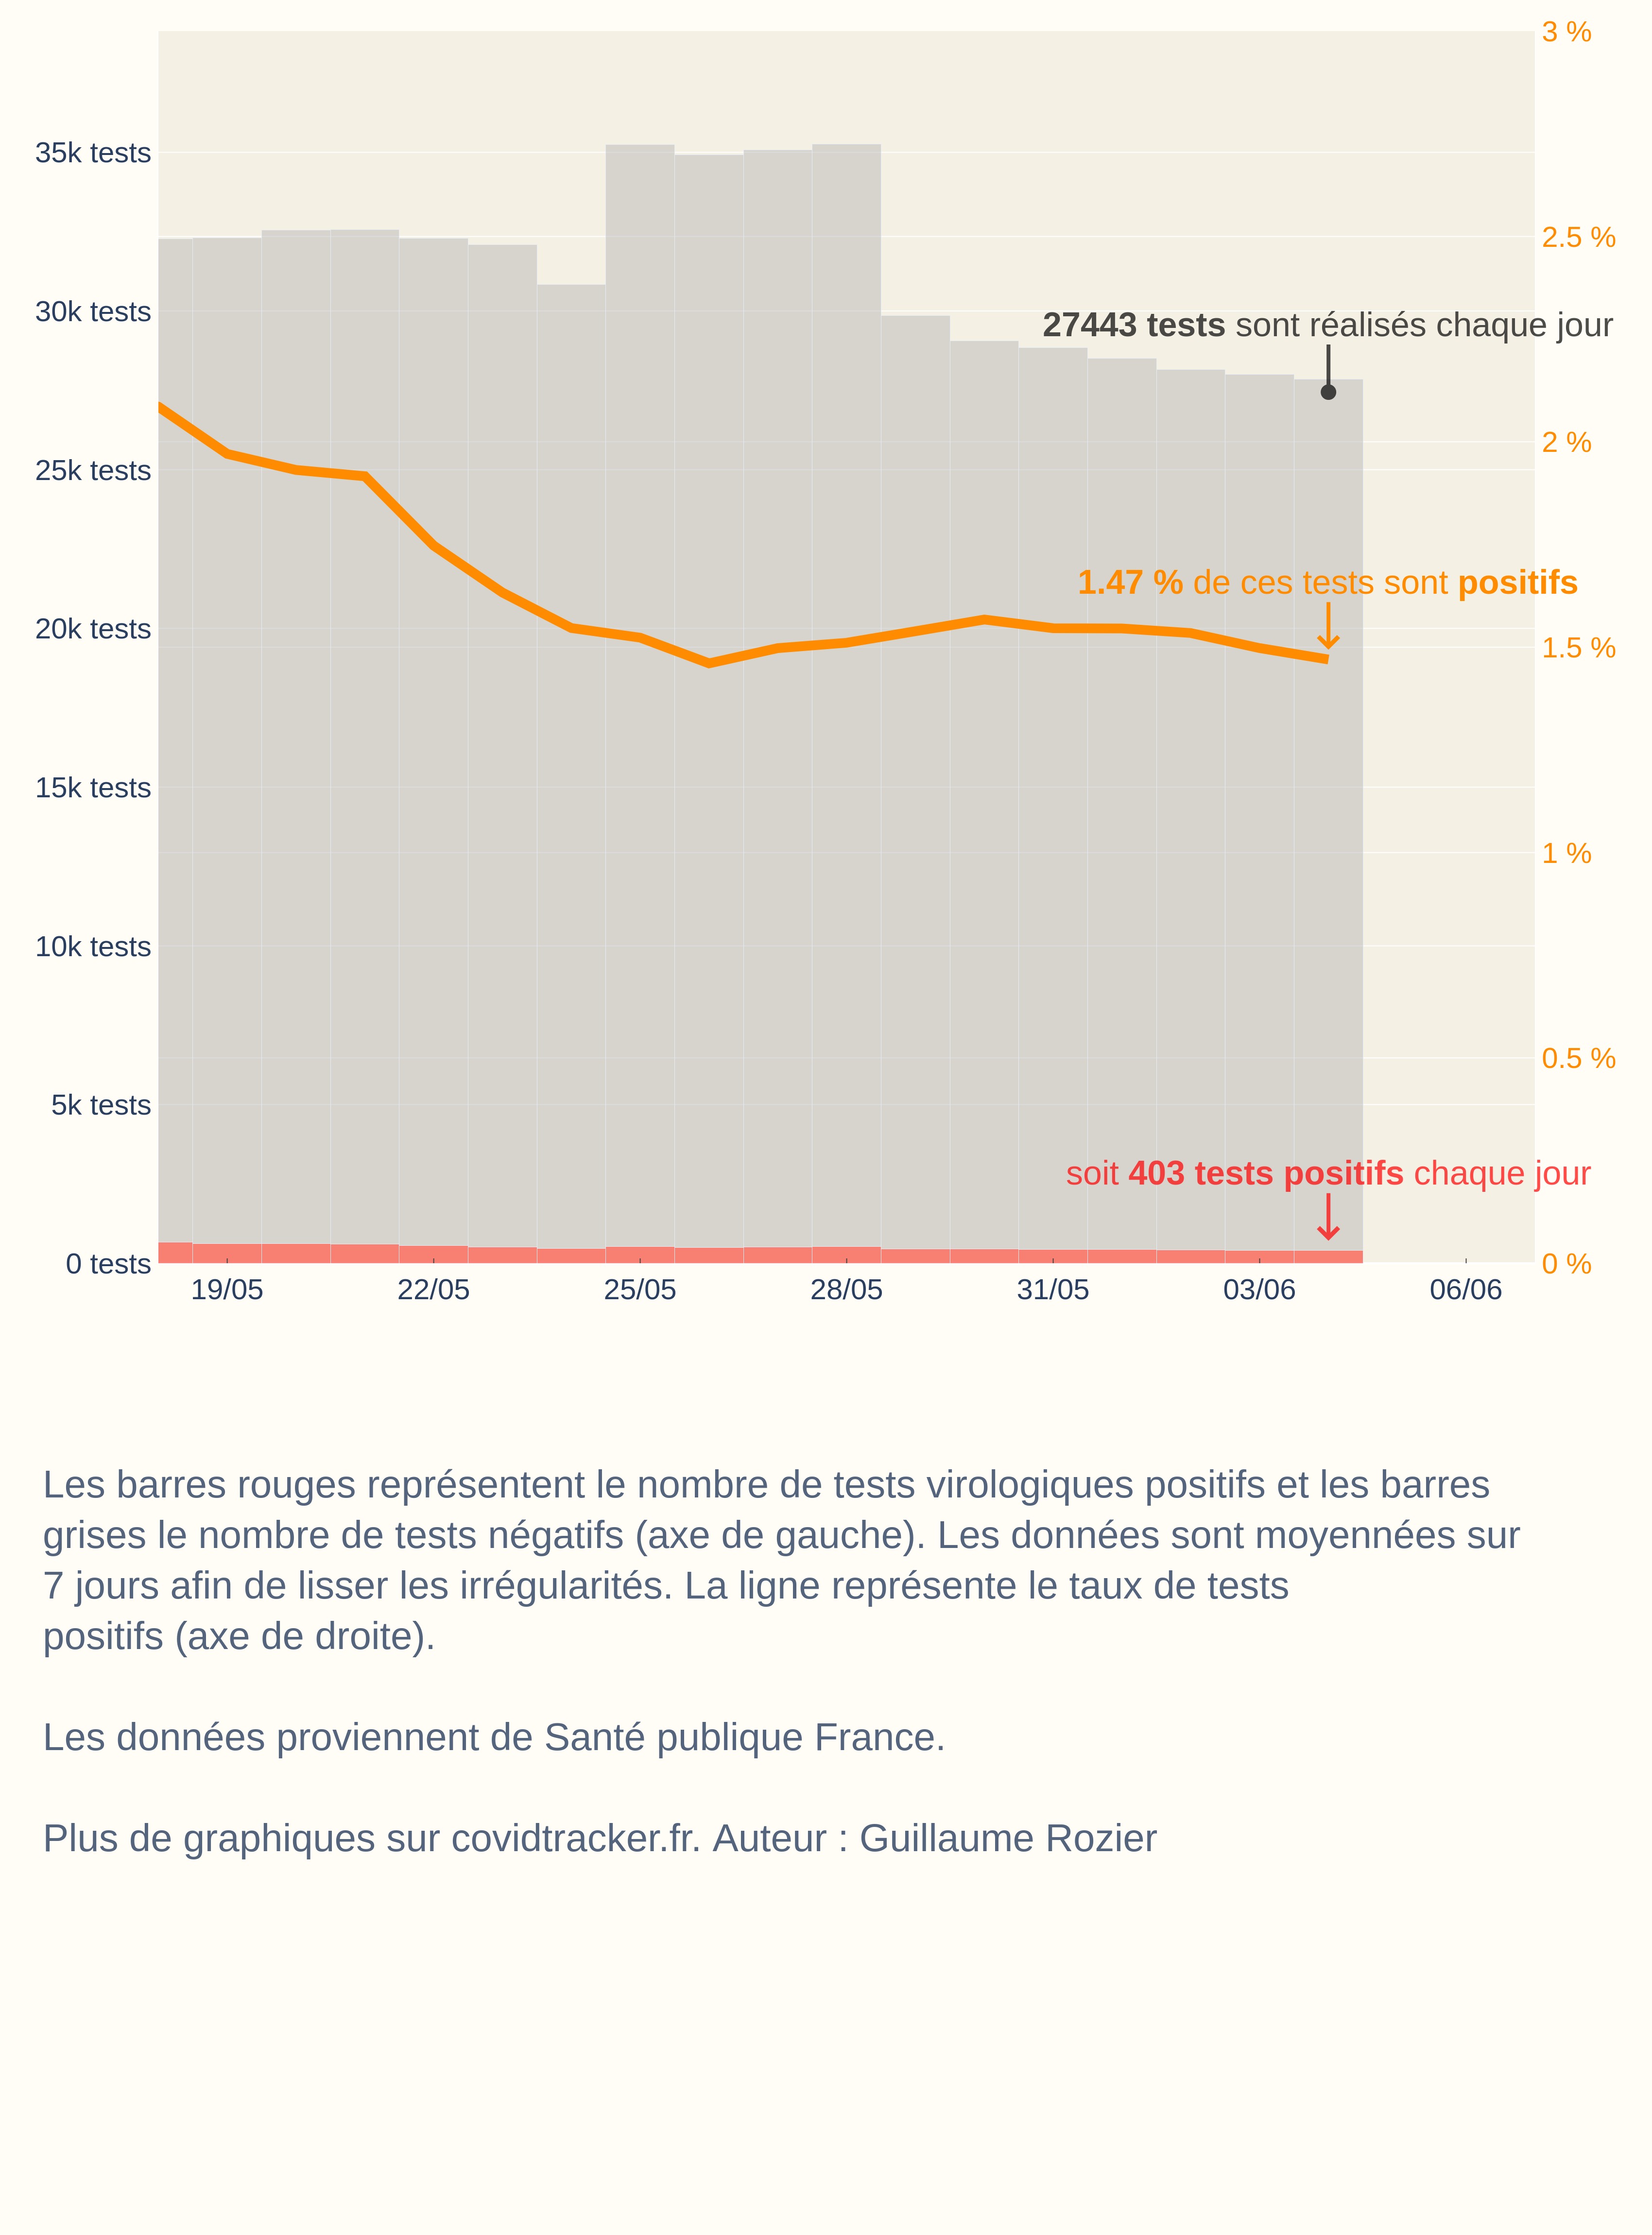 3 %
35k tests
2.5 %
30k tests
27443 tests sont réalisés chaque jour
2 %
25k tests
1.47 % de ces tests sont positifs
20k tests
1.5 %
15k tests
1 %
10k tests
0.5 %
5k tests
soit 403 tests positifs chaque jour
0 tests
0 %
19/05
22/05
25/05
28/05
31/05
03/06
06/06
Les barres rouges représentent le nombre de tests virologiques positifs et les barres
grises le nombre de tests négatifs (axe de gauche). Les données sont moyennées sur
7 jours afin de lisser les irrégularités. La ligne représente le taux de tests
positifs (axe de droite).
Les données proviennent de Santé publique France.
Plus de graphiques sur covidtracker.fr. Auteur : Guillaume Rozier